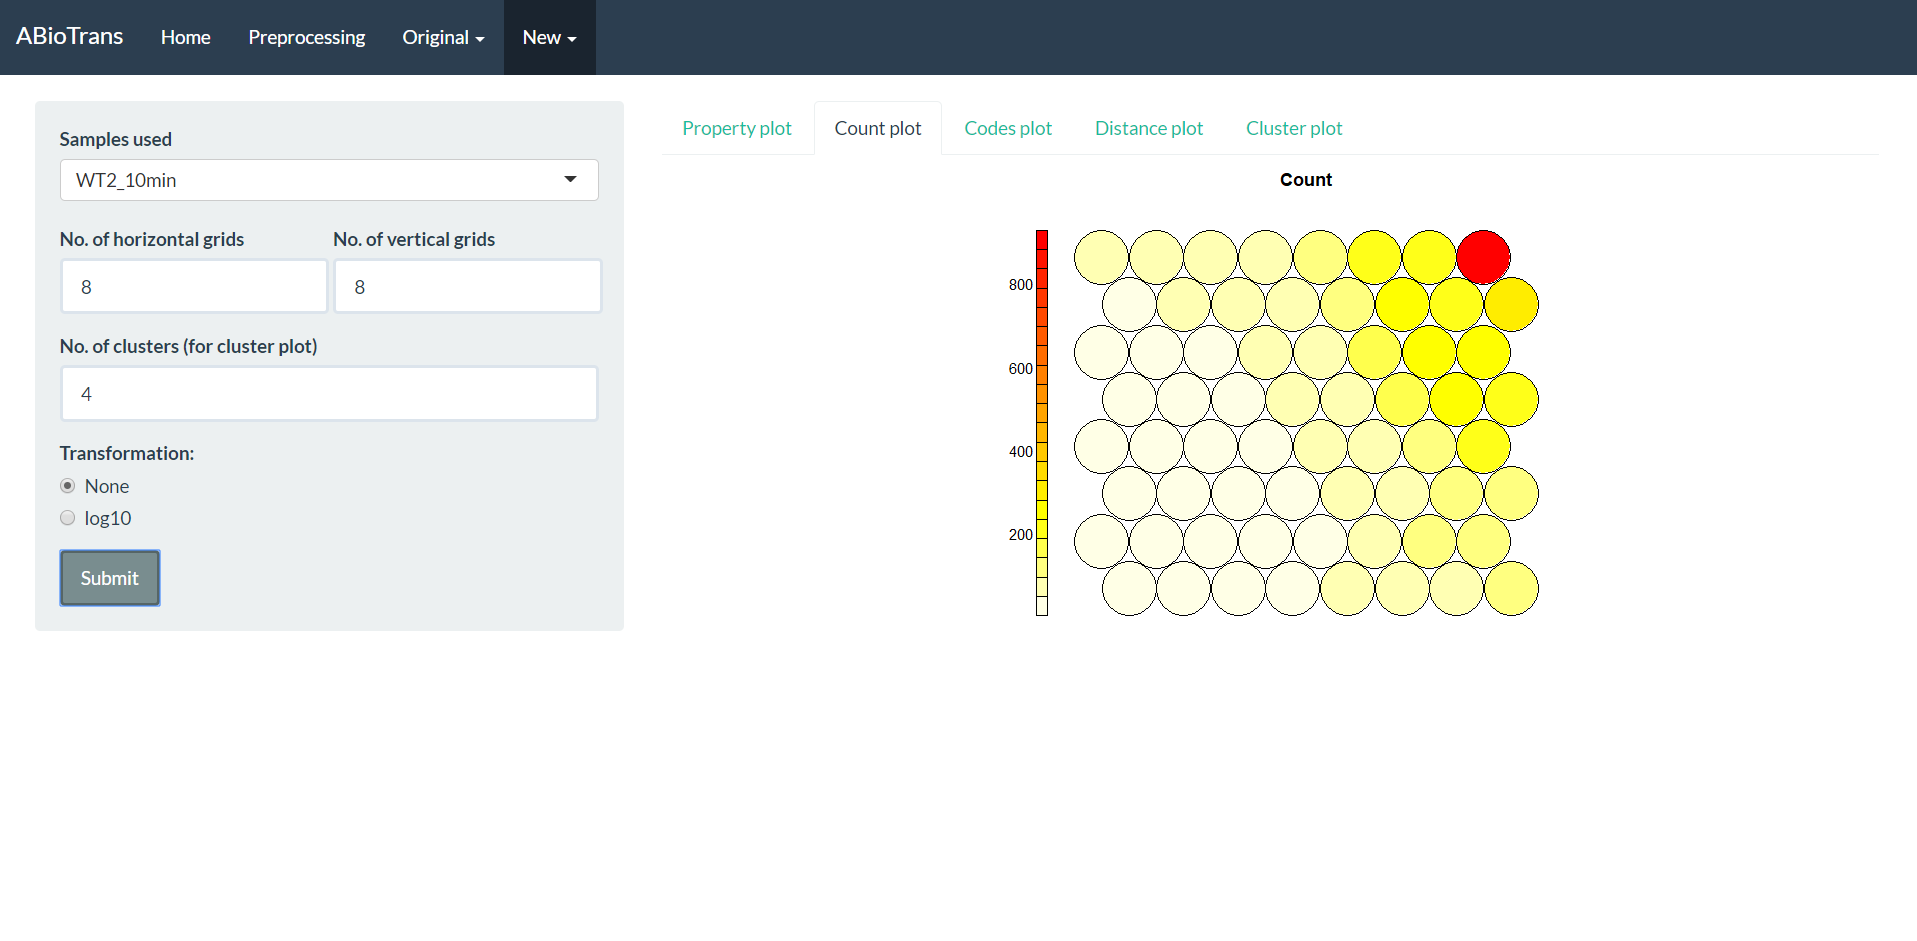 ABioTrans Home Preprocessing Original New
Samples used
WT2_10min
No. of horizontal grids No. of vertical grids
8 8
No. of clusters (for cluster plot)
4
Transformation:
None
log10
Submit
Property plot Count plot Codes plot Distance plot Cluster plot
Count
800
600
400
200